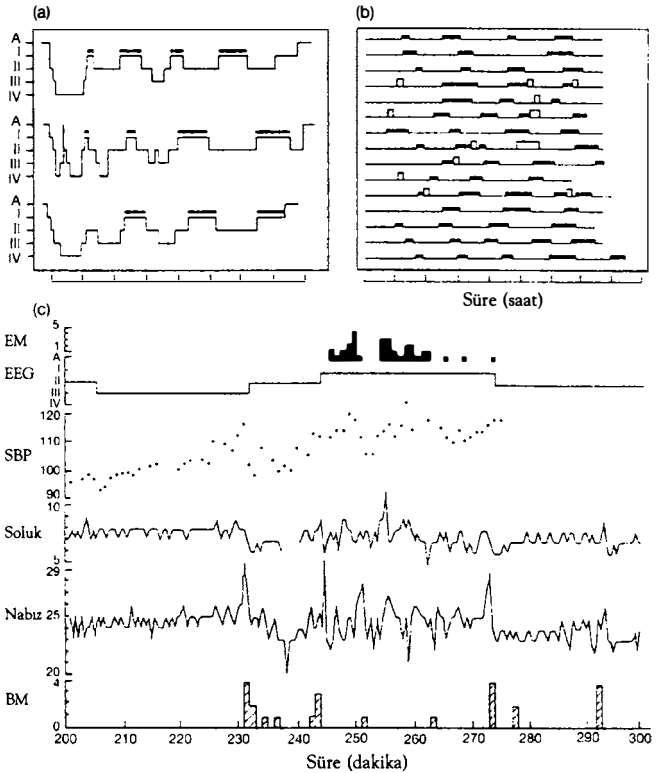 (a)
(b)
A
I
II
III
IV
A
I
II
III
IV
A
I
II
III
IV
Süre (saat)
(c)
EM
5
1
EEG
A
I
II
III
IV
SBP
120
110
100
90
Soluk
10
5
Nabız
29
25
20
BM
4
0
200 210 220 230 240 250 260 270 280 290 300
Süre (dakika)